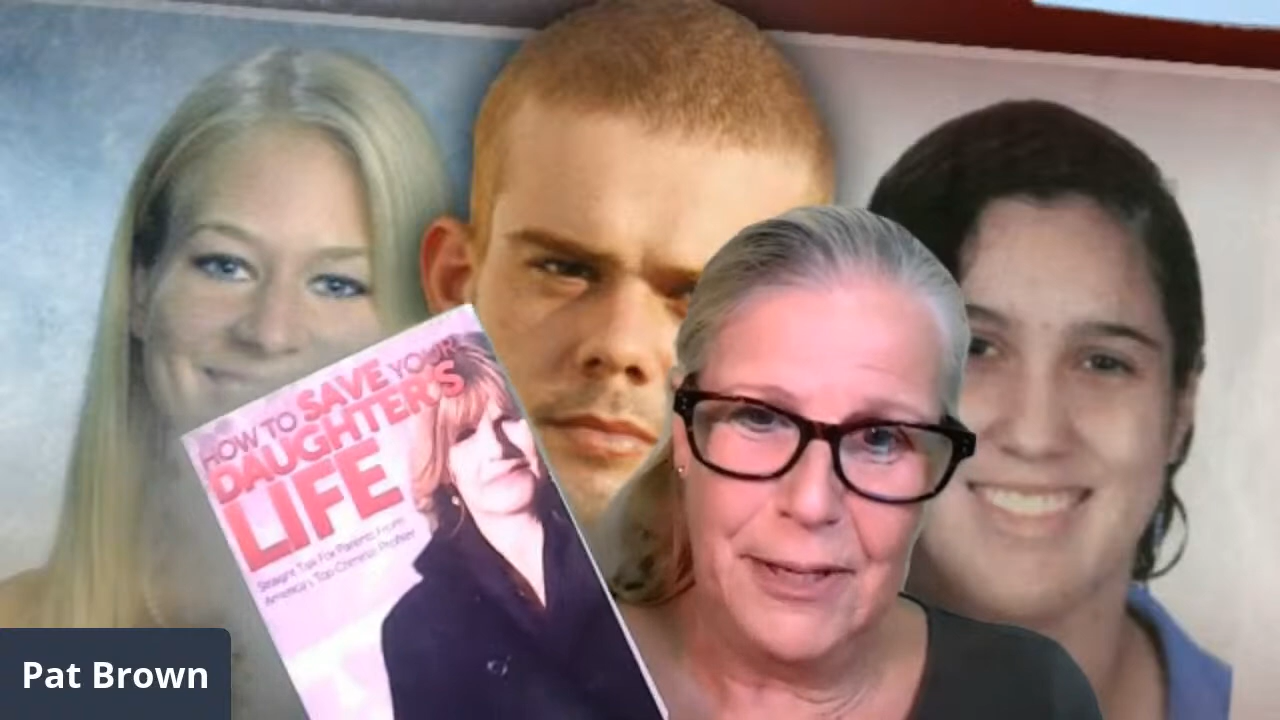 HOW TO SAVE YOUR
DAUGHTER'S
LIFE
Straight Talk For Parents From
America's Top Criminal Profiler
Pat Brown